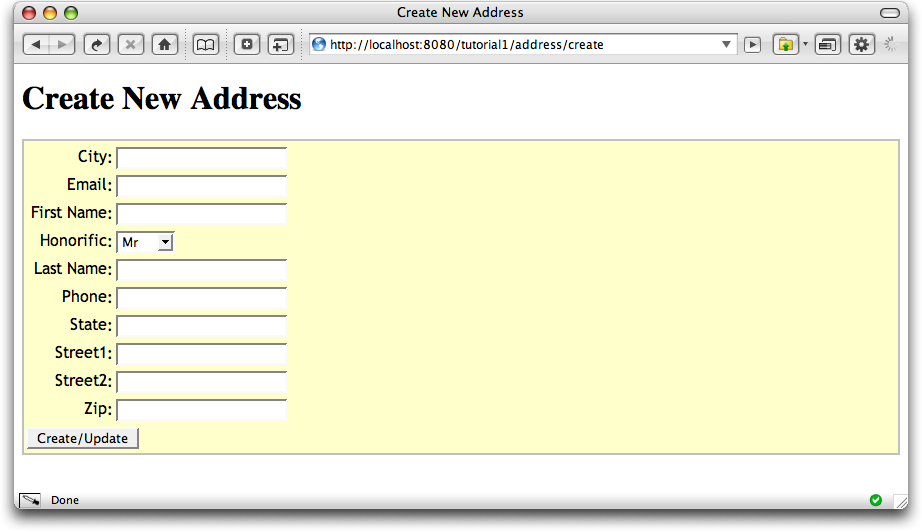 Create New Address
http://localhost:8080/tutorial1/address/create
Create New Address
City:
Email:
First Name:
Honorific: Mr
Last Name:
Phone:
State:
Street1:
Street2:
Zip:
Create/Update
Done